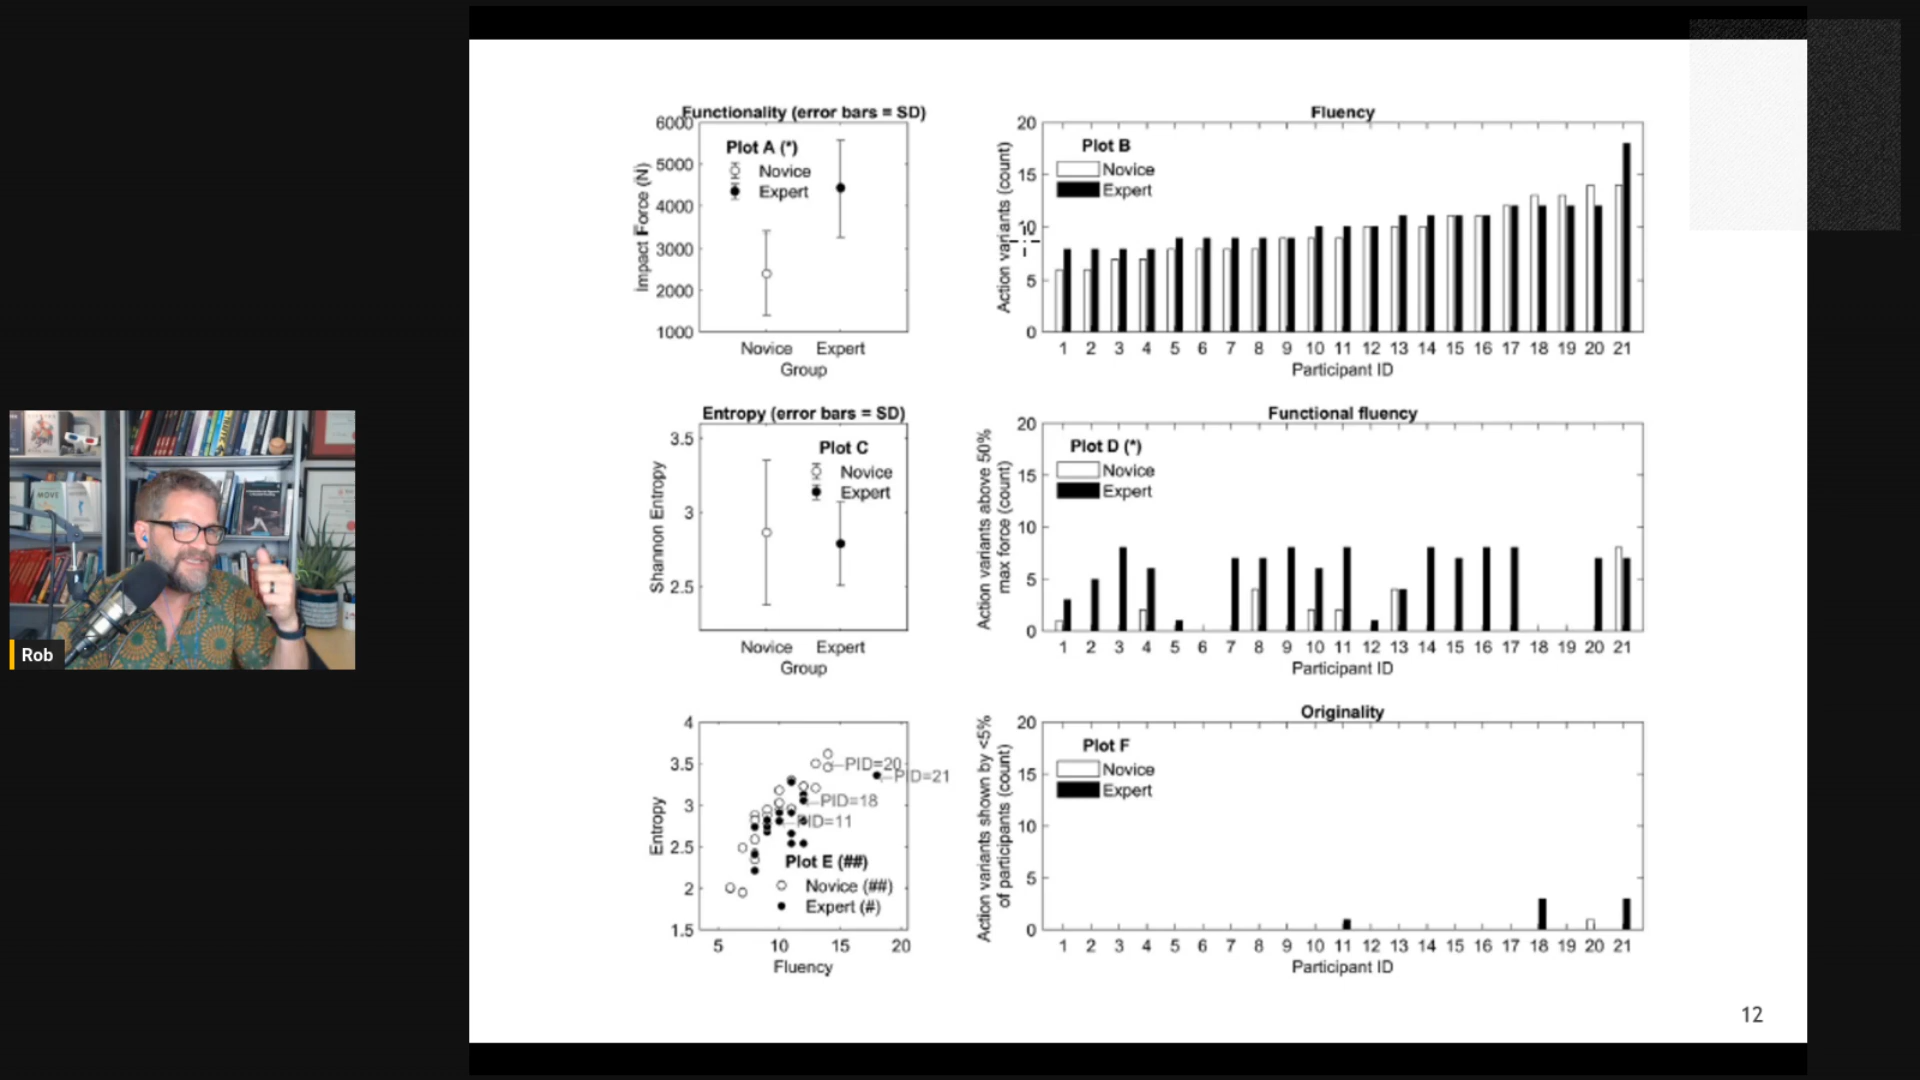 Functionality (error bars = SD)
6000
5000
4000
3000
2000
1000
Impact Force (N)
Plot A (*)
Novice
Expert
Novice Expert
Group
Fluency
20
15
10
5
0
Action variants (count)
Plot B
Novice
Expert
1 2 3 4 5 6 7 8 9 10 11 12 13 14 15 16 17 18 19 20 21
Participant ID
Entropy (error bars = SD)
3.5
3
2.5
Shannon Entropy
Plot C
Novice
Expert
Novice Expert
Group
Functional fluency
20
15
10
5
0
Action variants above 50%
max force (count)
Plot D (*)
Novice
Expert
1 2 3 4 5 6 7 8 9 10 11 12 13 14 15 16 17 18 19 20 21
Participant ID
4
3.5
3
2.5
2
1.5
Entropy
PID=20
PID=21
PID=18
PID=11
Plot E (##)
Novice (##)
Expert (#)
5 10 15 20
Fluency
Originality
20
15
10
5
0
Action variants shown by <5%
of participants (count)
Plot F
Novice
Expert
1 2 3 4 5 6 7 8 9 10 11 12 13 14 15 16 17 18 19 20 21
Participant ID
12
MOVE
Rob